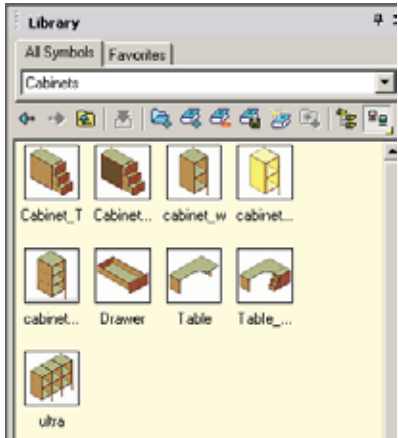 Library
All Symbols Favorites
Cabinets
Cabinet_T Cabinet... cabinet_w cabinet...
cabinet... Drawer Table Table_...
ultra